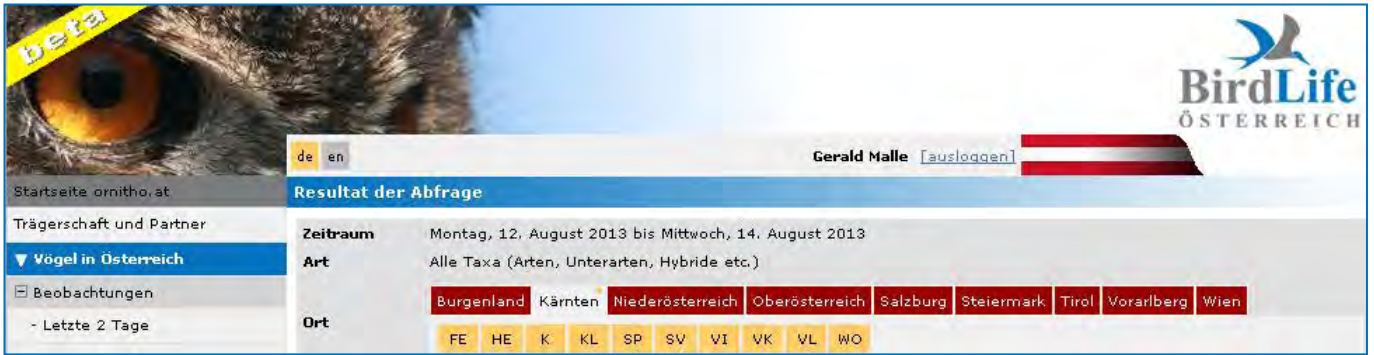 beta
BirdLife
ÖSTERREICH
de en
Gerald Malle [ausloggen]
Startseite ornitho.at
Resultat der Abfrage
Trägerschaft und Partner
Zeitraum Montag, 12. August 2013 bis Mittwoch, 14. August 2013
▼ Vögel in Österreich
Art Alle Taxa (Arten, Unterarten, Hybride etc.)
Beobachtungen
Burgenland Kärnten Niederösterreich Oberösterreich Salzburg Steiermark Tirol Vorarlberg Wien
- Letzte 2 Tage
Ort
FE HE K KL SP SV VI VK VL WO